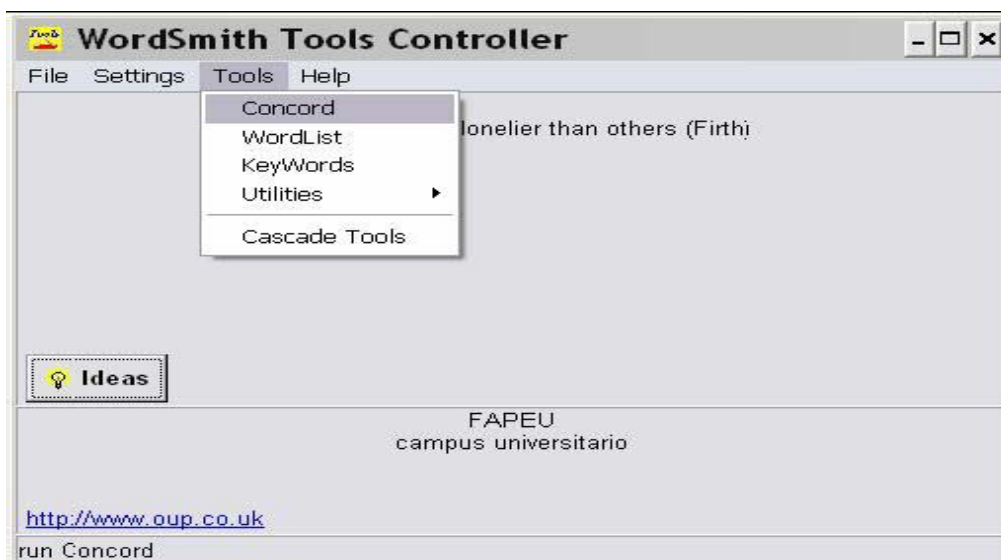 Tools WordSmith Tools Controller
File Settings Tools Help
Concord
lonelier than others (Firth)
WordList
KeyWords
Utilities
Cascade Tools
Ideas
FAPEU
campus universitario
http://www.oup.co.uk
run Concord